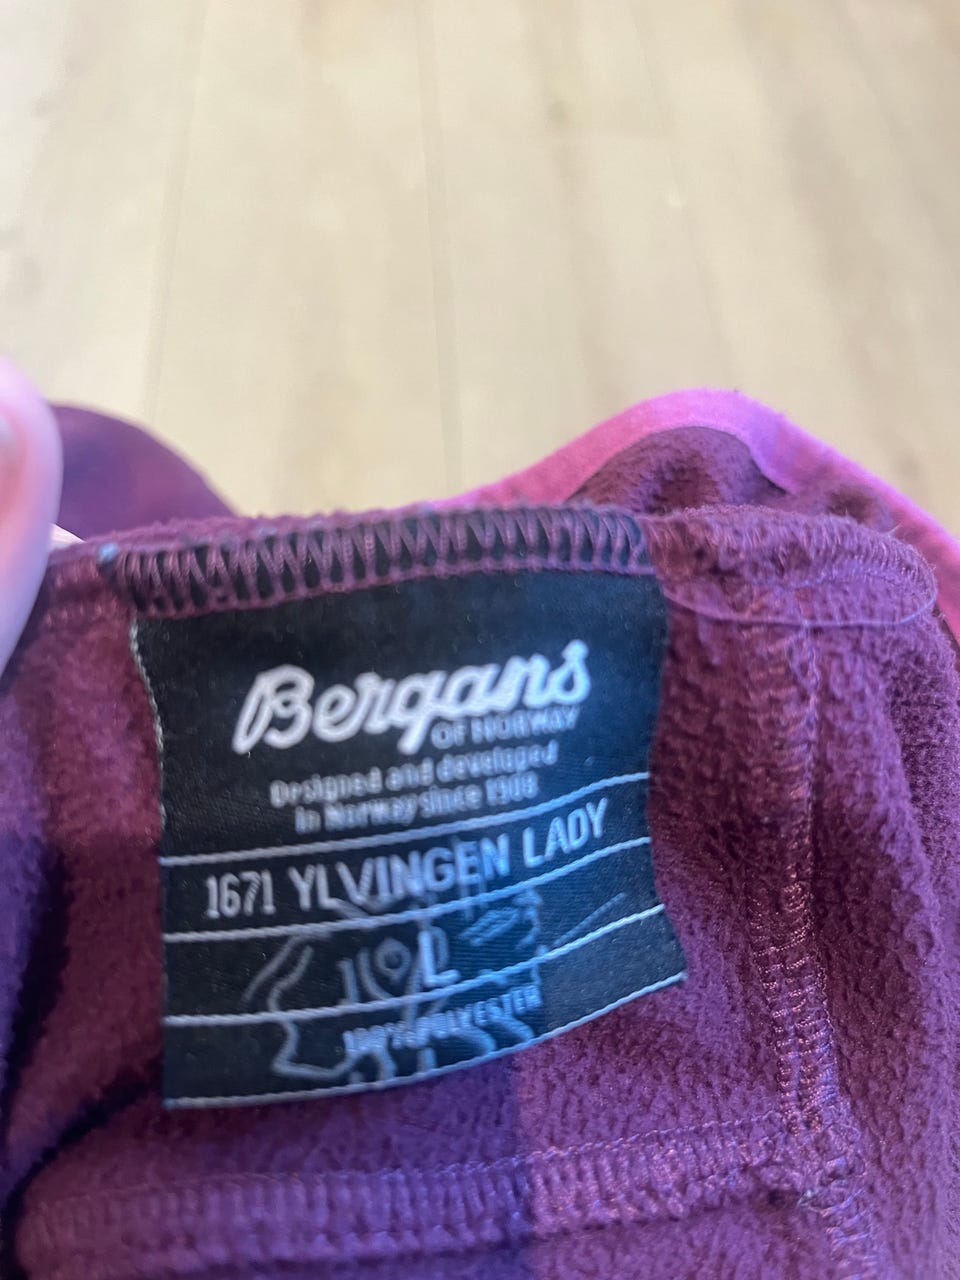 Bergans
OF NORWAY
Designed and developed
in Norway since 1908
1671 YLVINGEN LADY
L
100% POLYESTER